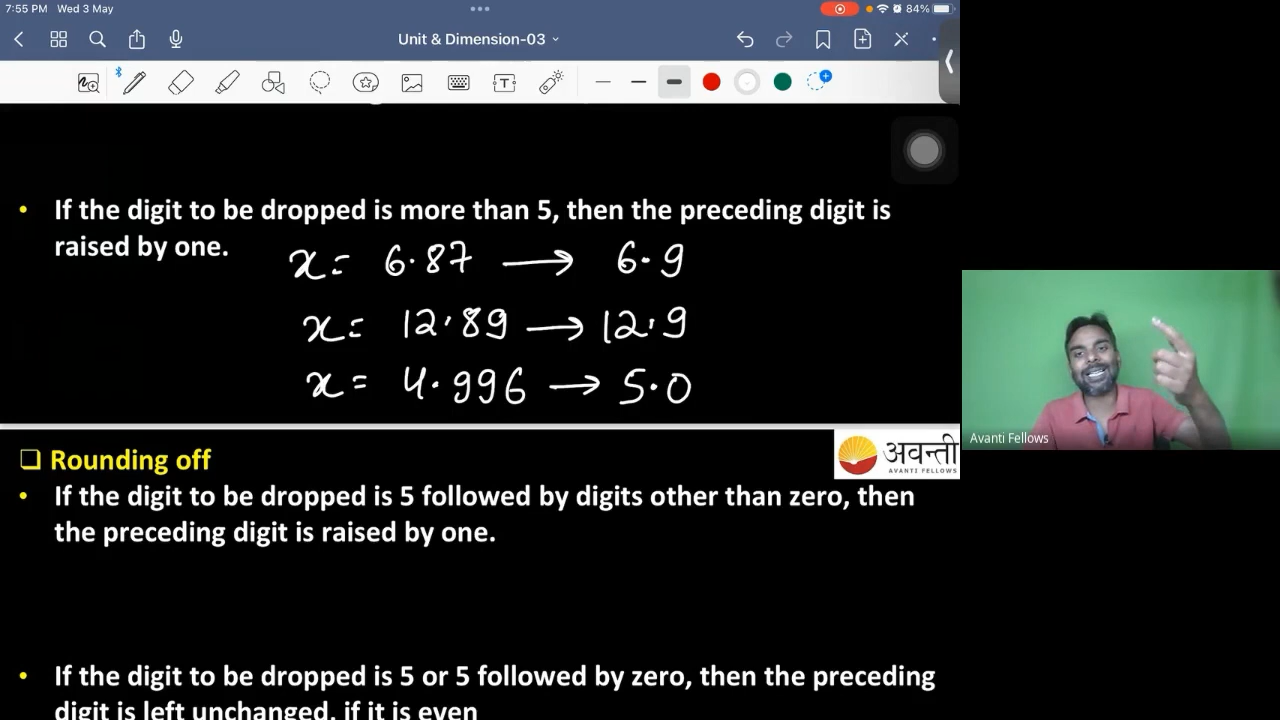 7:55 PM Wed 3 May
84%
Unit & Dimension-03
• If the digit to be dropped is more than 5, then the preceding digit is
raised by one.
x= 6.87 → 6.9
x= 12.89 → 12.9
x= 4.996 → 5.0
Avanti Fellows
❑ Rounding off
अवन्ती
AVANTI FELLOWS
• If the digit to be dropped is 5 followed by digits other than zero, then
the preceding digit is raised by one.
• If the digit to be dropped is 5 or 5 followed by zero, then the preceding
digit is left unchanged, if it is even